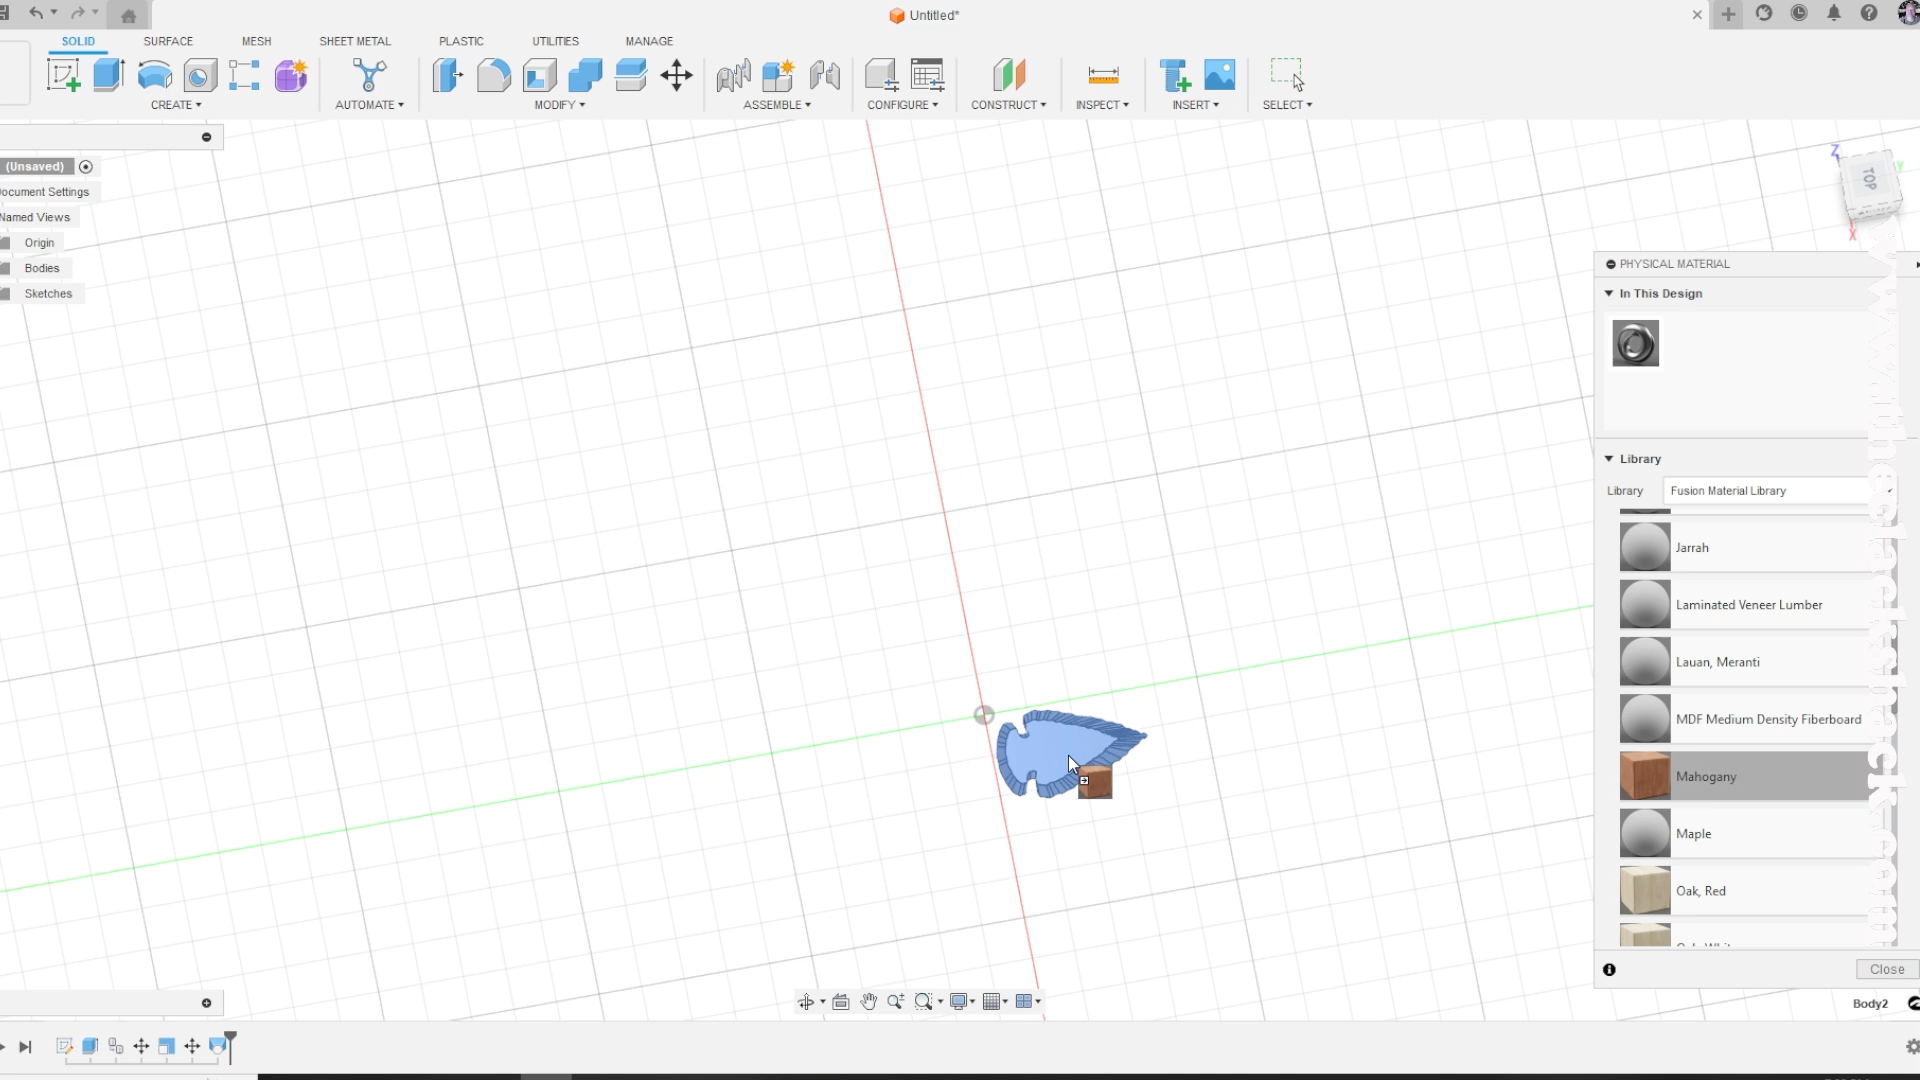 Untitled*
SOLID SURFACE MESH SHEET METAL PLASTIC UTILITIES MANAGE
CREATE AUTOMATE MODIFY ASSEMBLE CONFIGURE CONSTRUCT INSPECT INSERT SELECT
(Unsaved)
ocument Settings
Named Views
Origin
Bodies
Sketches
Z
Y
TOP
X
PHYSICAL MATERIAL
In This Design
Library
Library Fusion Material Library
Jarrah
Laminated Veneer Lumber
Lauan, Meranti
MDF Medium Density Fiberboard
Mahogany
Maple
Oak, Red
Close
Body2